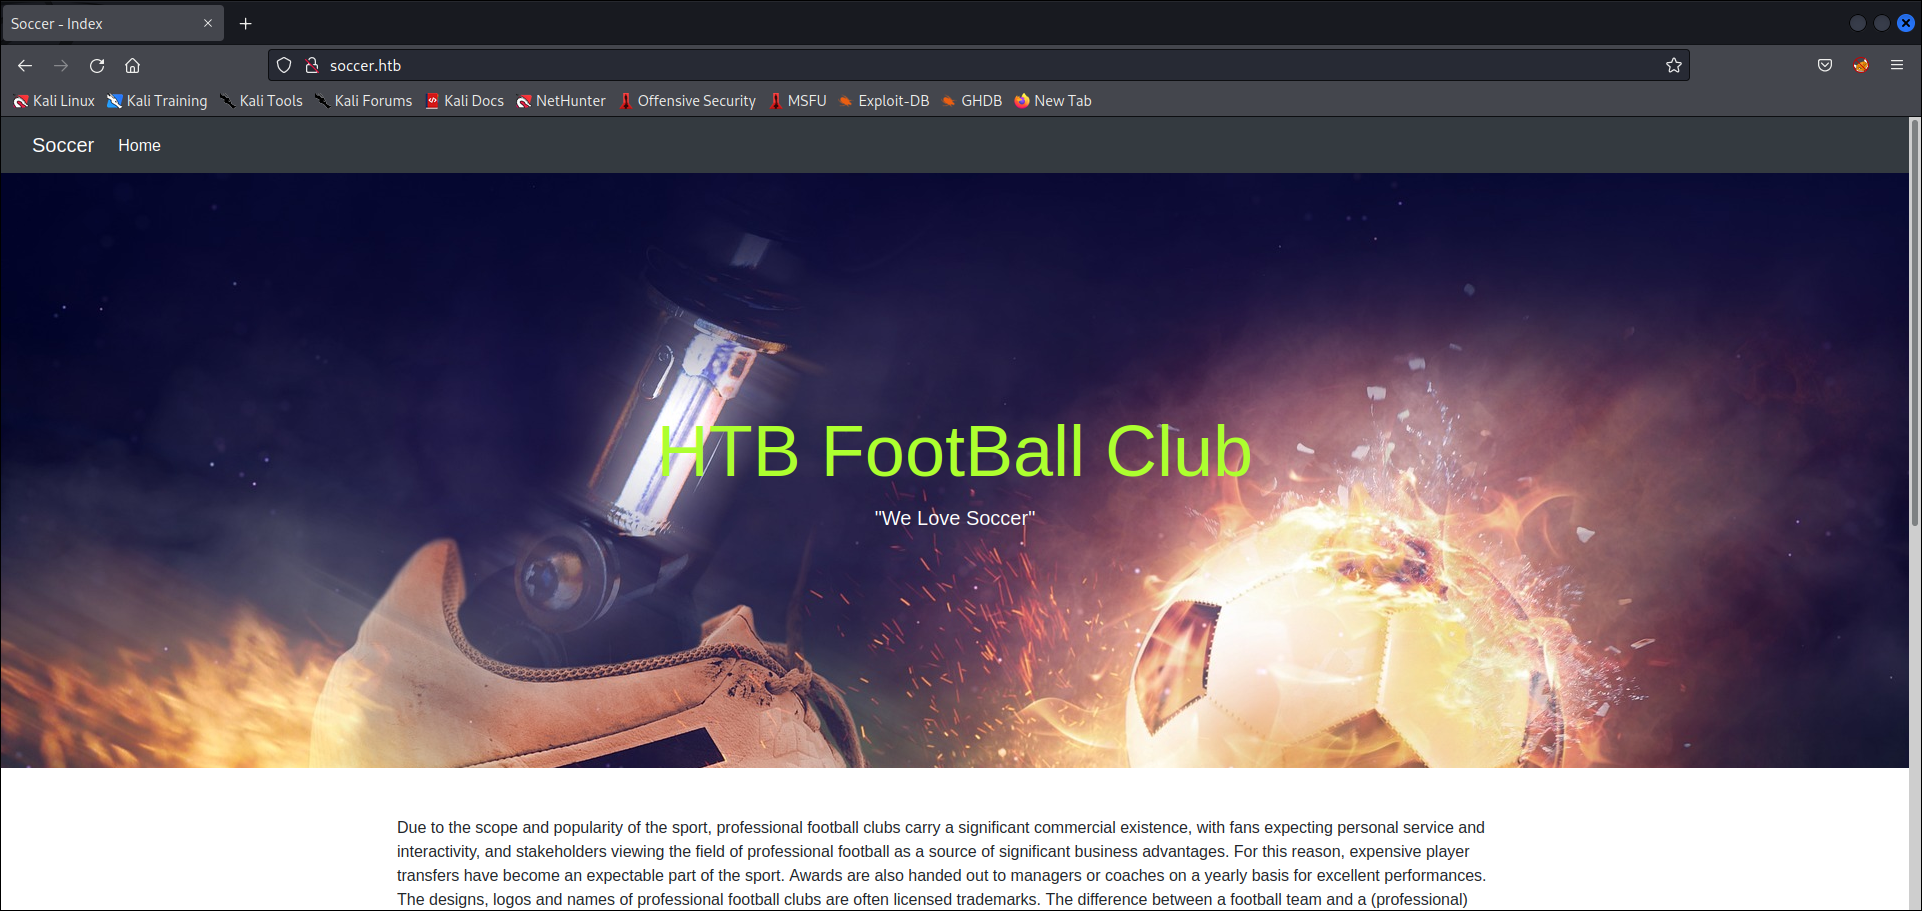 Soccer - Index
soccer.htb
Kali Linux Kali Training Kali Tools Kali Forums Kali Docs NetHunter Offensive Security MSFU Exploit-DB GHDB New Tab
Soccer Home
HTB FootBall Club
"We Love Soccer"
Due to the scope and popularity of the sport, professional football clubs carry a significant commercial existence, with fans expecting personal service and
interactivity, and stakeholders viewing the field of professional football as a source of significant business advantages. For this reason, expensive player
transfers have become an expectable part of the sport. Awards are also handed out to managers or coaches on a yearly basis for excellent performances.
The designs, logos and names of professional football clubs are often licensed trademarks. The difference between a football team and a (professional)